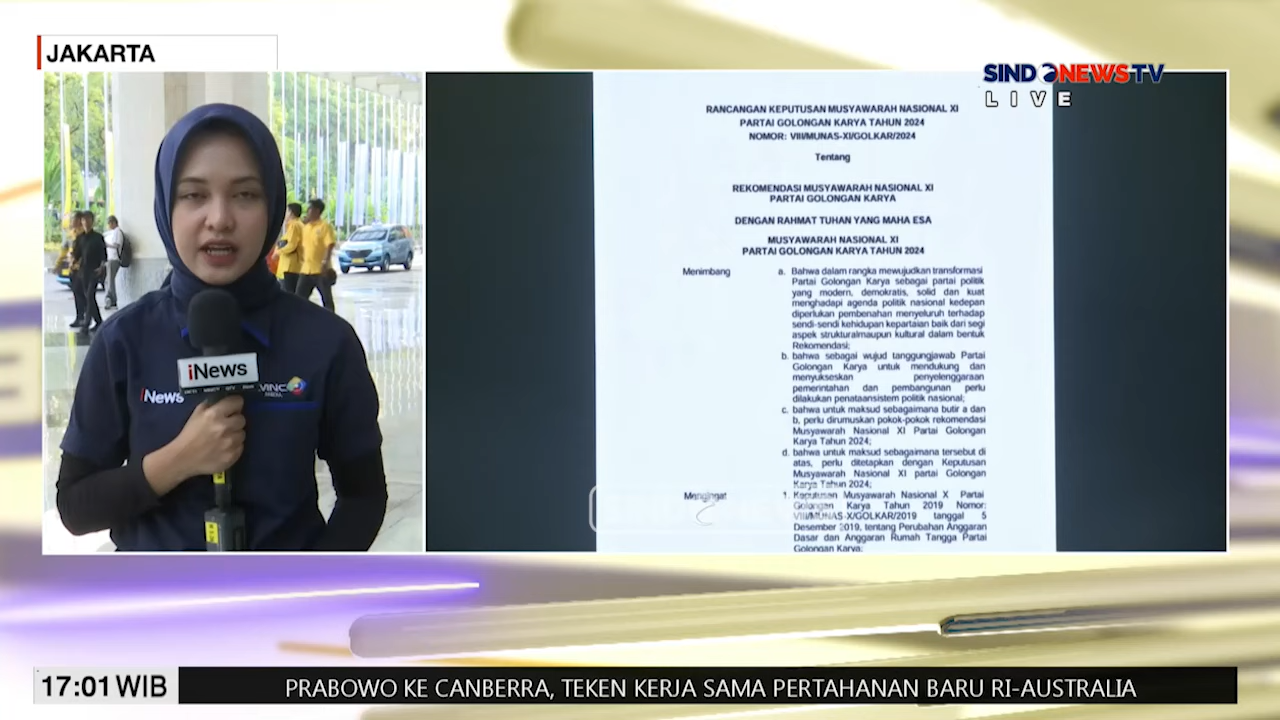 JAKARTA
SINDONEWSTV
LIVE
RANCANGAN KEPUTUSAN MUSYAWARAH NASIONAL XI
PARTAI GOLONGAN KARYA TAHUN 2024
NOMOR: VIII/MUNAS-XI/GOLKAR/2024
Tentang
REKOMENDASI MUSYAWARAH NASIONAL XI
PARTAI GOLONGAN KARYA
DENGAN RAHMAT TUHAN YANG MAHA ESA
MUSYAWARAH NASIONAL XI
PARTAI GOLONGAN KARYA TAHUN 2024
Menimbang a. Bahwa dalam rangka mewujudkan transformasi
Partai Golongan Karya sebagai partai politik
yang modern, demokratis, solid dan kuat
menghadapi agenda politik nasional kedepan
diperlukan pembenahan menyeluruh terhadap
sendi-sendi kehidupan kepartaian baik dari segi
aspek strukturalmaupun kultural dalam bentuk
Rekomendasi;
b. bahwa sebagai wujud tanggungjawab Partai
Golongan Karya untuk mendukung dan
menyukseskan penyelenggaraan
pemerintahan dan pembangunan perlu
dilakukan penataansistem politik nasional;
c. bahwa untuk maksud sebagaimana butir a dan
b, perlu dirumuskan pokok-pokok rekomendasi
Musyawarah Nasional XI Partai Golongan
Karya Tahun 2024;
d. bahwa untuk maksud sebagaimana tersebut di
atas, perlu ditetapkan dengan Keputusan
Musyawarah Nasional XI partai Golongan
Karya Tahun 2024;
Mengingat 1. Keputusan Musyawarah Nasional X Partai
Golongan Karya Tahun 2019 Nomor:
VIII/MUNAS-X/GOLKAR/2019 tanggal 5
Desember 2019, tentang Perubahan Anggaran
Dasar dan Anggaran Rumah Tangga Partai
Golongan Karya;
iNews
iNews
17:01 WIB
PRABOWO KE CANBERRA, TEKEN KERJA SAMA PERTAHANAN BARU RI-AUSTRALIA